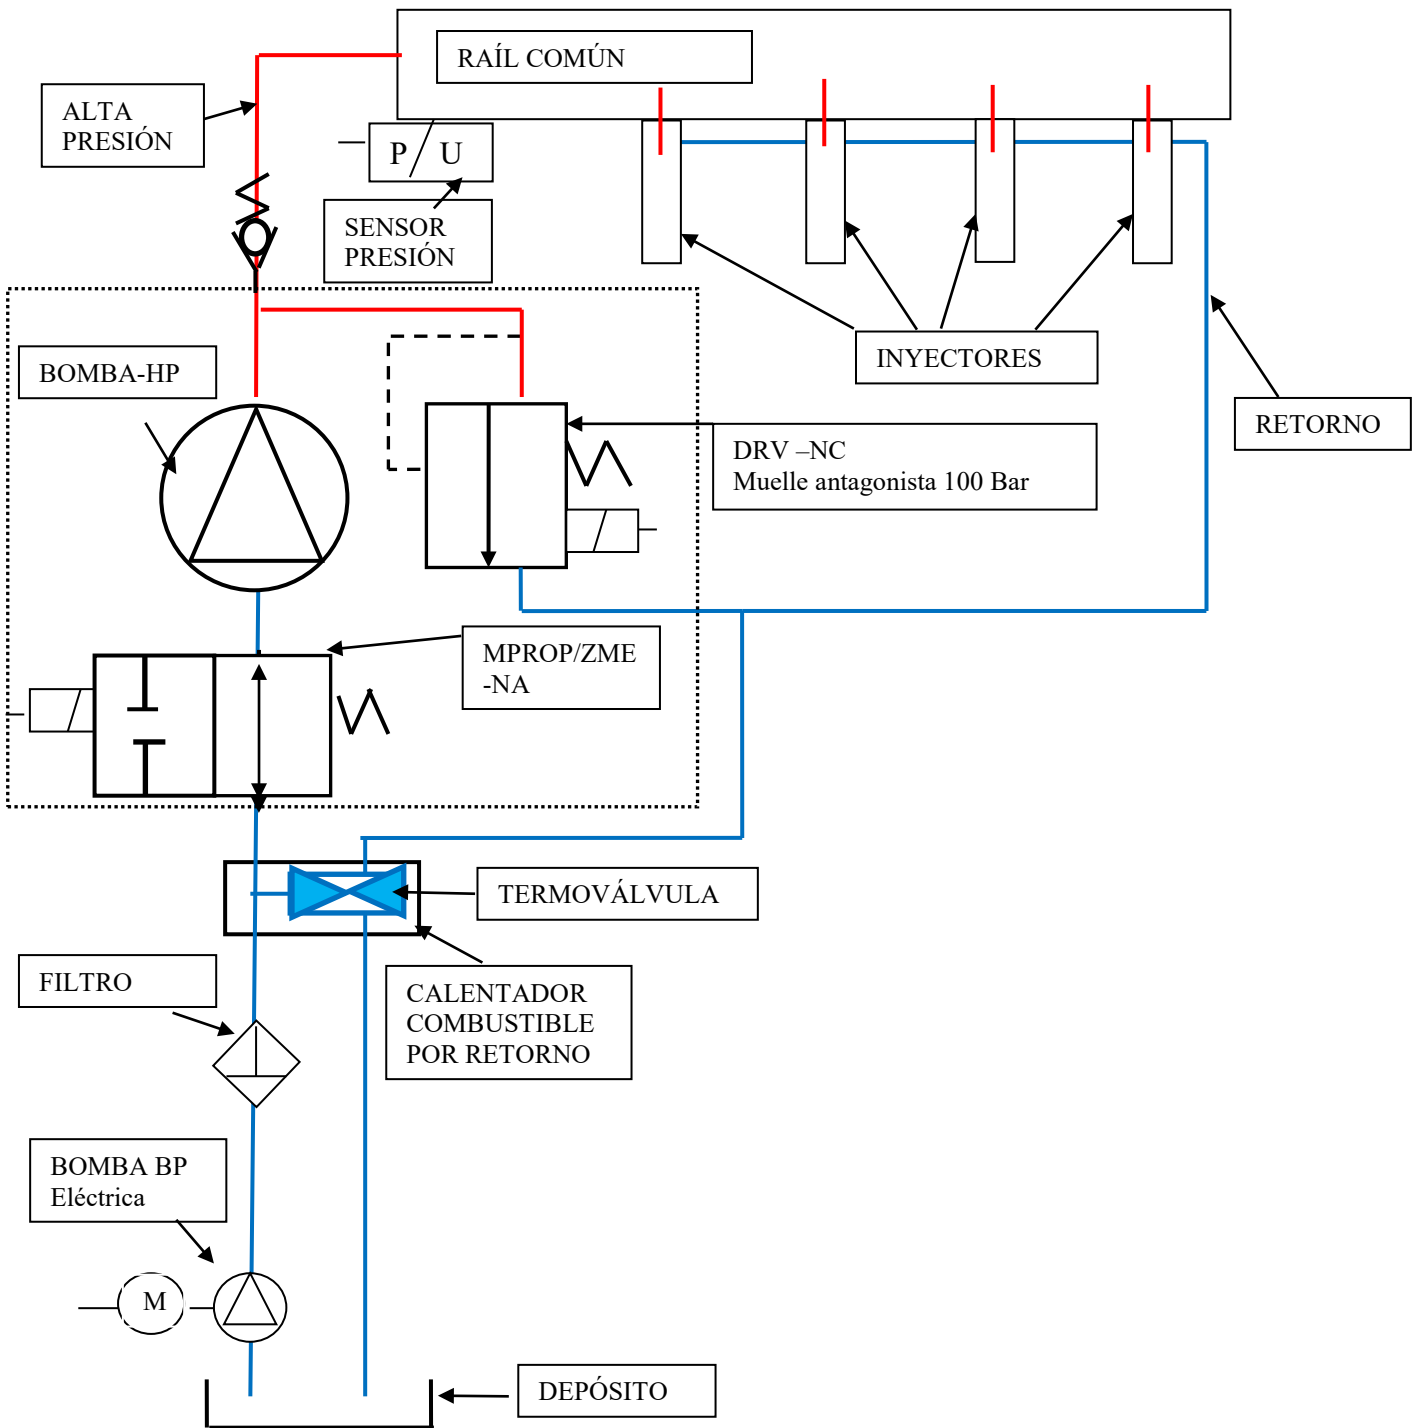 RAÍL COMÚN
ALTA
PRESIÓN
P / U
SENSOR
PRESIÓN
INYECTORES
BOMBA-HP
RETORNO
DRV –NC
Muelle antagonista 100 Bar
MPROP/ZME
-NA
TERMOVÁLVULA
FILTRO
CALENTADOR
COMBUSTIBLE
POR RETORNO
BOMBA BP
Eléctrica
M
DEPÓSITO